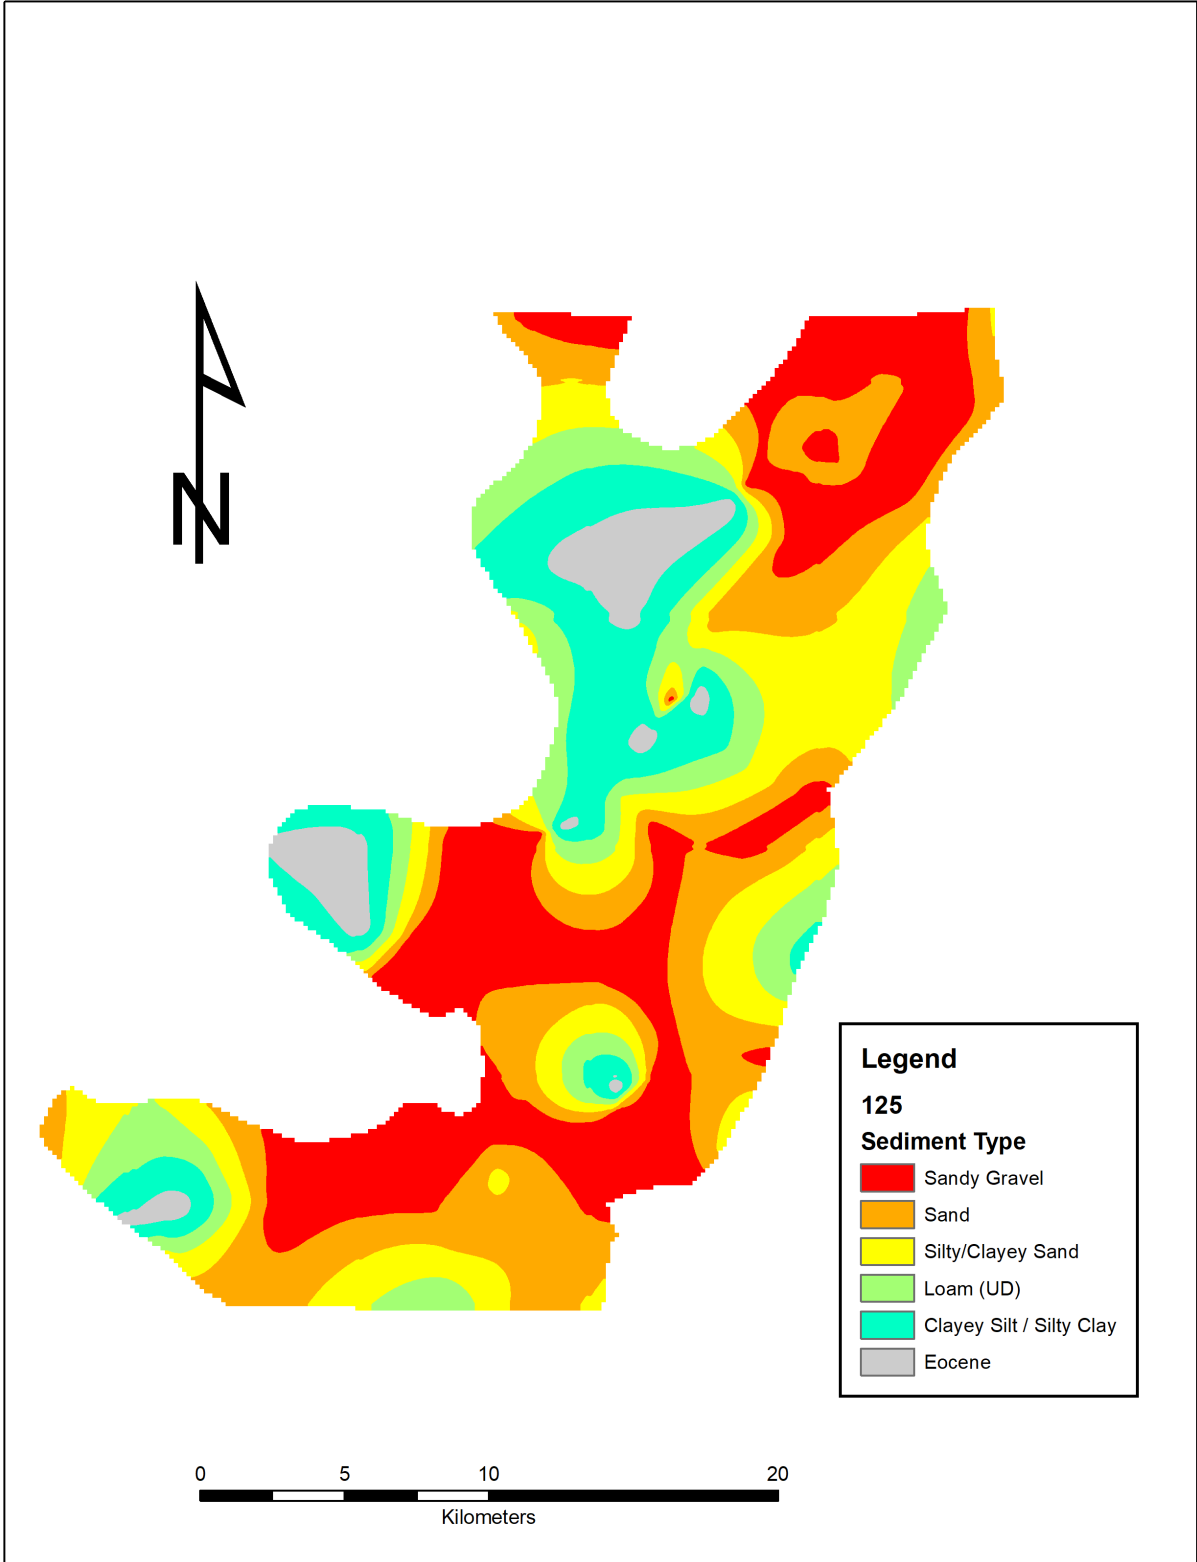 N
Legend
125
Sediment Type
Sandy Gravel
Sand
Silty/Clayey Sand
Loam (UD)
Clayey Silt / Silty Clay
Eocene
0 5 10 20
Kilometers